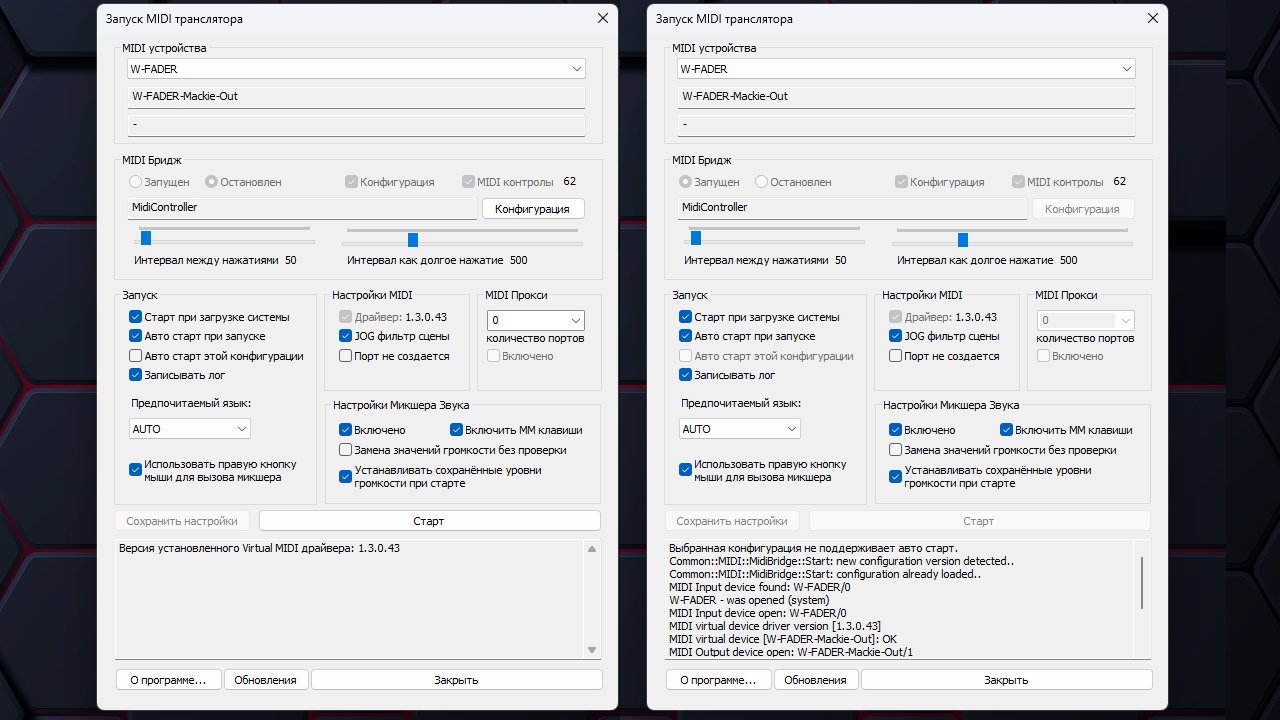 Запуск MIDI транслятора
MIDI устройства
W-FADER
W-FADER-Mackie-Out
-
MIDI Бридж
Запущен Остановлен Конфигурация MIDI контролы 62
MidiController Конфигурация
Интервал между нажатиями 50 Интервал как долгое нажатие 500
Запуск
Старт при загрузке системы
Авто старт при запуске
Авто старт этой конфигурации
Записывать лог
Предпочитаемый язык:
AUTO
Использовать правую кнопку
мыши для вызова микшера
Настройки MIDI
Драйвер: 1.3.0.43
JOG фильтр сцены
Порт не создается
MIDI Прокси
0
количество портов
Включено
Настройки Микшера Звука
Включено Включить ММ клавиши
Замена значений громкости без проверки
Устанавливать сохранённые уровни
громкости при старте
Сохранить настройки Старт
Версия установленного Virtual MIDI драйвера: 1.3.0.43
О программе... Обновления Закрыть
Запуск MIDI транслятора
MIDI устройства
W-FADER
W-FADER-Mackie-Out
-
MIDI Бридж
Запущен Остановлен Конфигурация MIDI контролы 62
MidiController Конфигурация
Интервал между нажатиями 50 Интервал как долгое нажатие 500
Запуск
Старт при загрузке системы
Авто старт при запуске
Авто старт этой конфигурации
Записывать лог
Предпочитаемый язык:
AUTO
Использовать правую кнопку
мыши для вызова микшера
Настройки MIDI
Драйвер: 1.3.0.43
JOG фильтр сцены
Порт не создается
MIDI Прокси
0
количество портов
Включено
Настройки Микшера Звука
Включено Включить ММ клавиши
Замена значений громкости без проверки
Устанавливать сохранённые уровни
громкости при старте
Сохранить настройки Старт
Выбранная конфигурация не поддерживает авто старт.
Common::MIDI::MidiBridge::Start: new configuration version detected..
Common::MIDI::MidiBridge::Start: configuration already loaded..
MIDI Input device found: W-FADER/0
W-FADER - was opened (system)
MIDI Input device open: W-FADER/0
MIDI virtual device driver version [1.3.0.43]
MIDI virtual device [W-FADER-Mackie-Out]: OK
MIDI Output device open: W-FADER-Mackie-Out/1
О программе... Обновления Закрыть